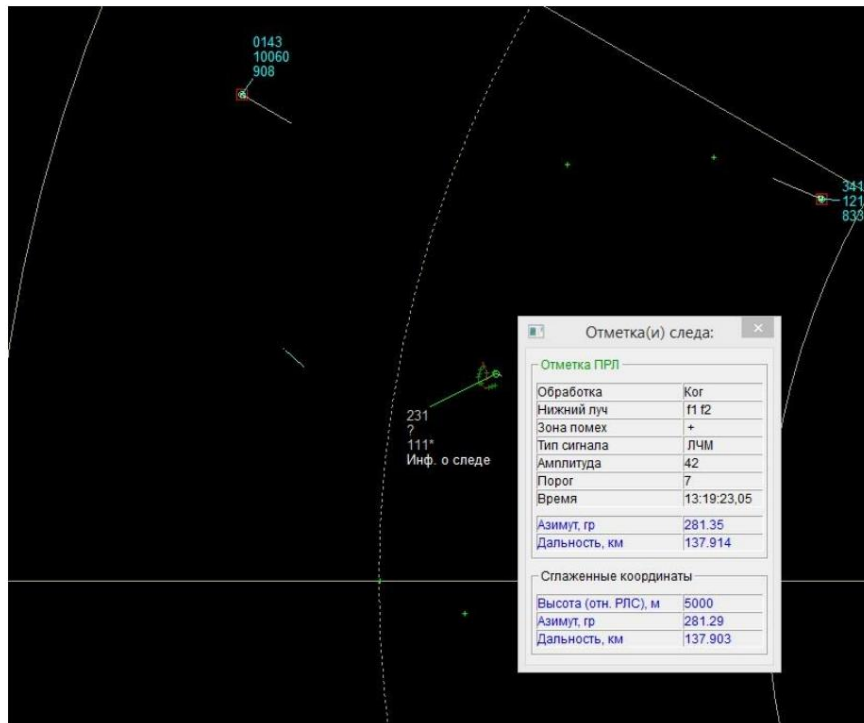 0143
10060
908
341
121
833
231
?
111*
Инф. о следе
Отметка(и) следа:
Отметка ПРЛ
Обработка Ког
Нижний луч f1 f2
Зона помех +
Тип сигнала ЛЧМ
Амплитуда 42
Порог 7
Время 13:19:23,05
Азимут, гр 281.35
Дальность, км 137.914
Сглаженные координаты
Высота (отн. РЛС), м 5000
Азимут, гр 281.29
Дальность, км 137.903